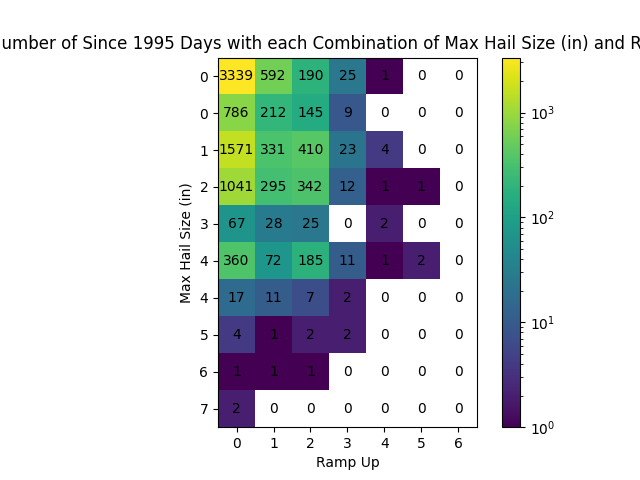 umber of Since 1995 Days with each Combination of Max Hail Size (in) and R
0 3339 592 190 25 1 0 0
0 786 212 145 9 0 0 0
1 1571 331 410 23 4 0 0
2 1041 295 342 12 1 1 0
3 67 28 25 0 2 0 0
4 360 72 185 11 1 2 0
4 17 11 7 2 0 0 0
5 4 1 2 2 0 0 0
6 1 1 1 0 0 0 0
7 2 0 0 0 0 0 0
0 1 2 3 4 5 6
Ramp Up
Max Hail Size (in)
10³
10²
10¹
10⁰